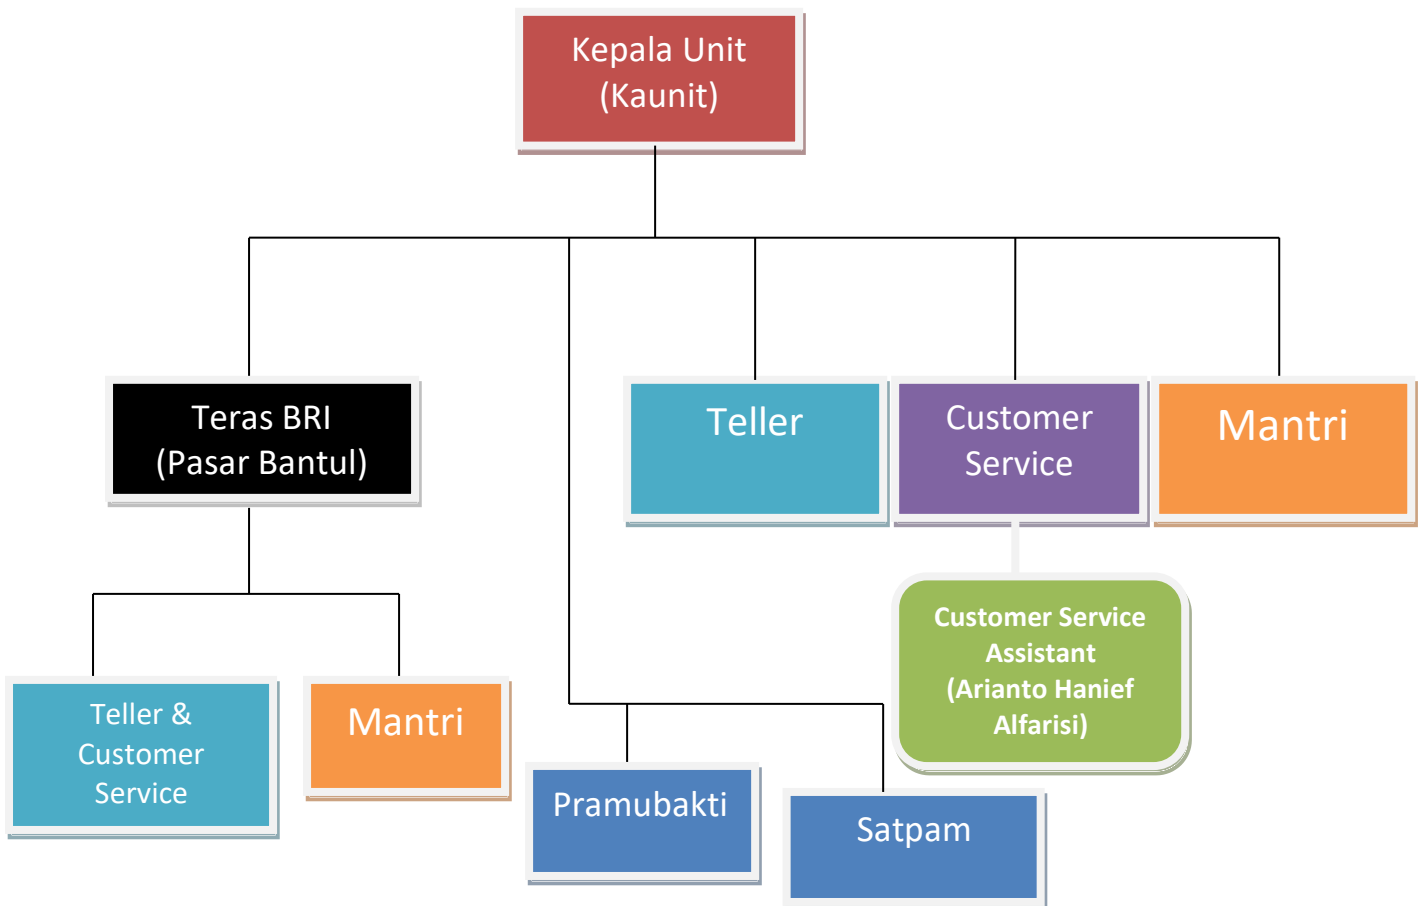 Kepala Unit
(Kaunit)
Teras BRI
(Pasar Bantul)
Teller
Customer
Service
Mantri
Customer Service
Assistant
(Arianto Hanief
Alfarisi)
Teller &
Customer
Service
Mantri
Pramubakti
Satpam